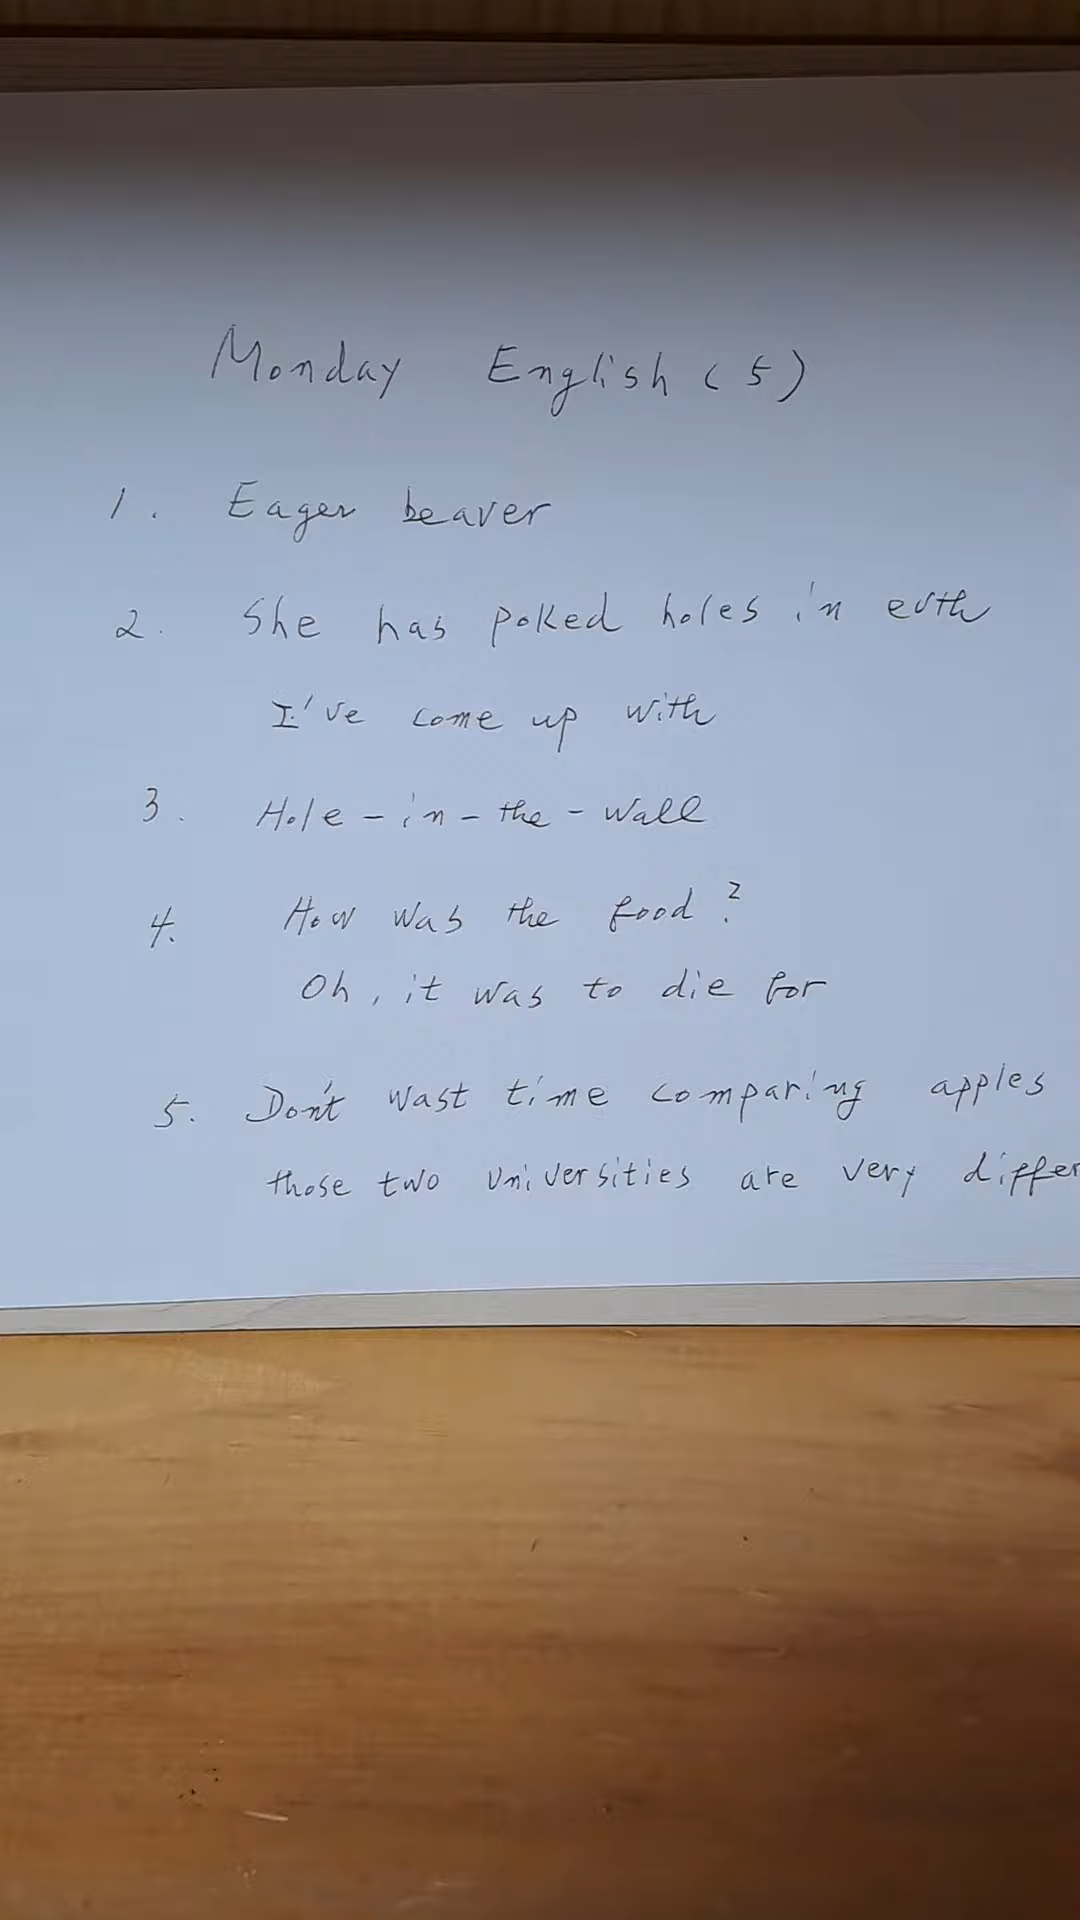 Monday English (5)
1. Eager beaver
2. She has poked holes in evth
I've come up with
3. Hole-in-the-wall
4. How was the food?
Oh, it was to die for
5. Don't wast time comparing apples
those two universities are very differ